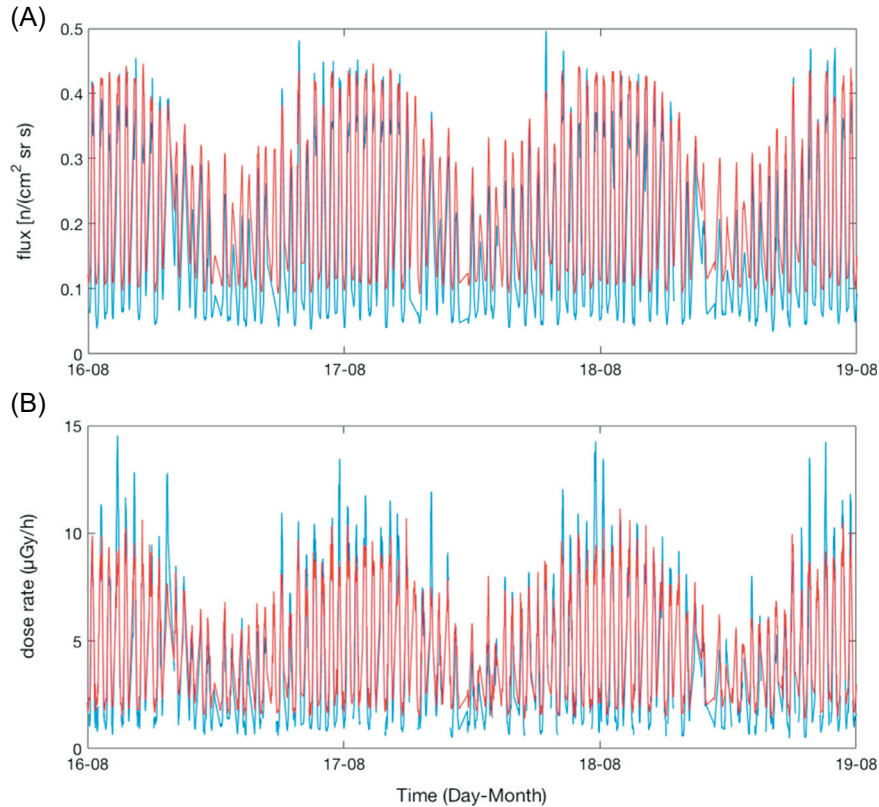 (A)
0.5
0.4
0.3
0.2
0.1
0
flux [n/(cm² sr s)
16-08 17-08 18-08 19-08
(B)
15
10
5
0
dose rate (μGy/h)
16-08 17-08 18-08 19-08
Time (Day-Month)